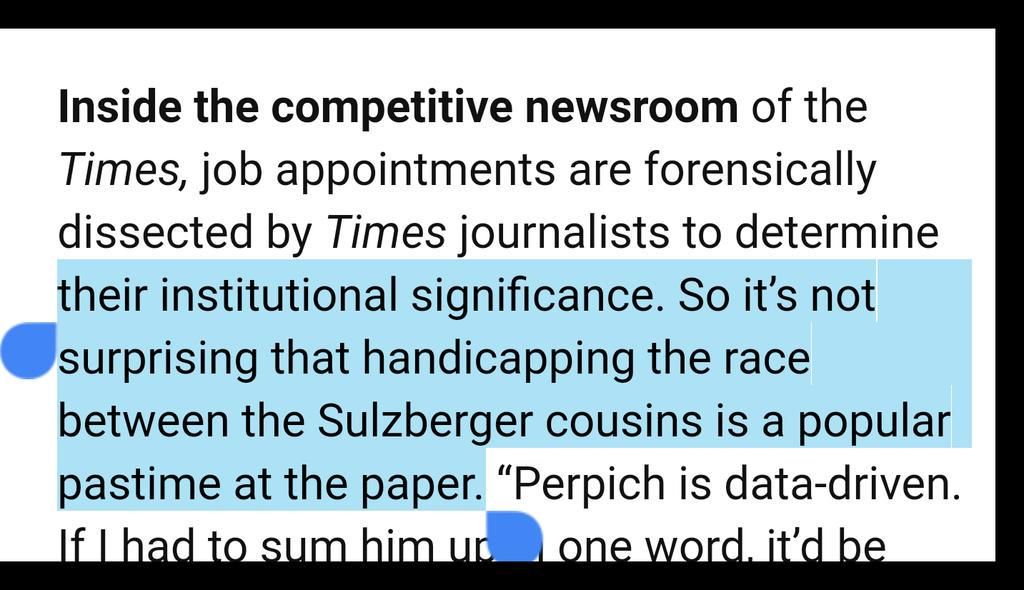 Inside the competitive newsroom of the
Times, job appointments are forensically
dissected by Times journalists to determine
their institutional significance. So it’s not
surprising that handicapping the race
between the Sulzberger cousins is a popular
pastime at the paper. “Perpich is data-driven.
If I had to sum him up one word, it’d be